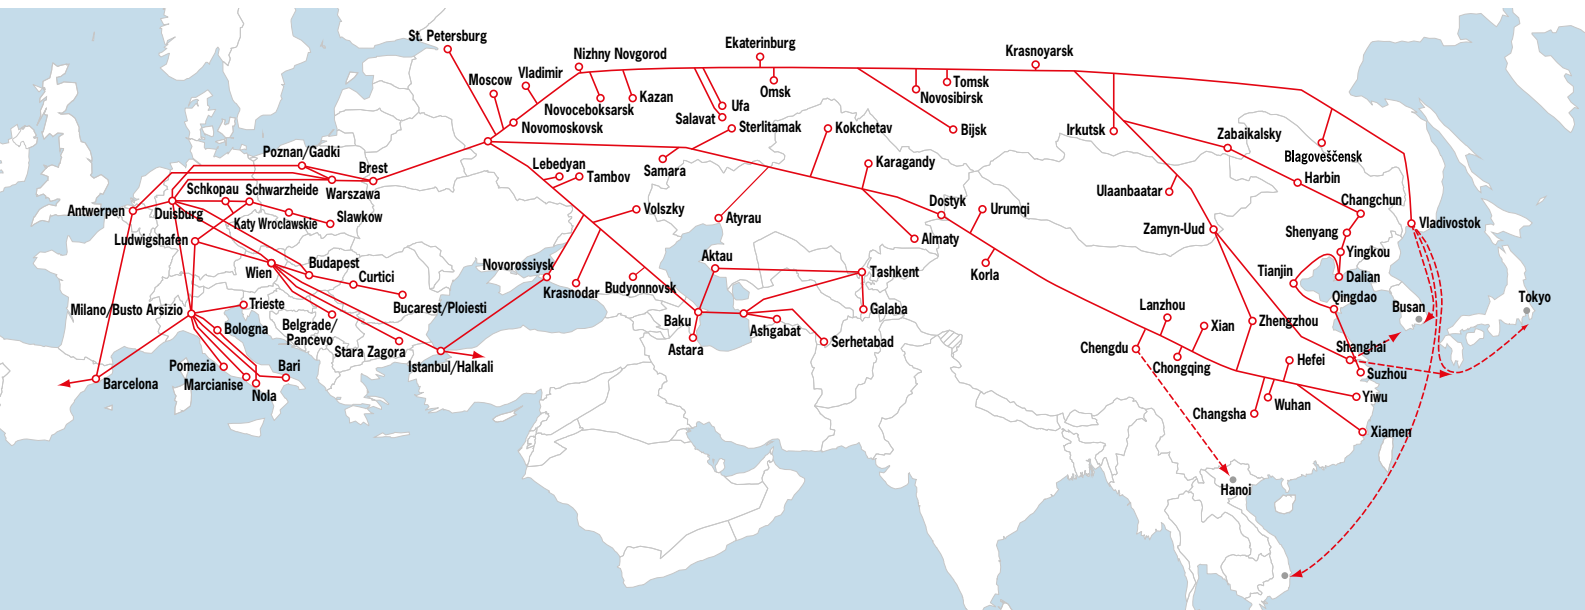 St. Petersburg
Moscow
Vladimir
Nizhny Novgorod
Ekaterinburg
Krasnoyarsk
Novoceboksarsk
Kazan
Novomoskovsk
Salavat
Ufa
Omsk
Sterlitamak
Novosibirsk
Tomsk
Bijsk
Irkutsk
Zabaikalsky
Blagoveščensk
Poznan/Gadki
Brest
Warszawa
Lebedyan
Tambov
Samara
Kokchetav
Karagandy
Ulaanbaatar
Harbin
Changchun
Vladivostok
Antwerpen
Duisburg
Schkopau
Schwarzheide
Katy Wroclawskie
Slawkow
Volszky
Atyrau
Dostyk
Urumqi
Almaty
Korla
Zamyn-Uud
Shenyang
Yingkou
Dalian
Tianjin
Qingdao
Busan
Tokyo
Ludwigshafen
Wien
Budapest
Curtici
Bucarest/Ploiesti
Novorossiysk
Krasnodar
Budyonnovsk
Aktau
Tashkent
Galaba
Milano/Busto Arsizio
Trieste
Bologna
Belgrade/
Pancevo
Stara Zagora
Istanbul/Halkali
Baku
Astara
Ashgabat
Serhetabad
Lanzhou
Xian
Zhengzhou
Chengdu
Chongqing
Hefei
Shanghai
Suzhou
Barcelona
Pomezia
Marcianise
Nola
Bari
Changsha
Wuhan
Yiwu
Xiamen
Hanoi